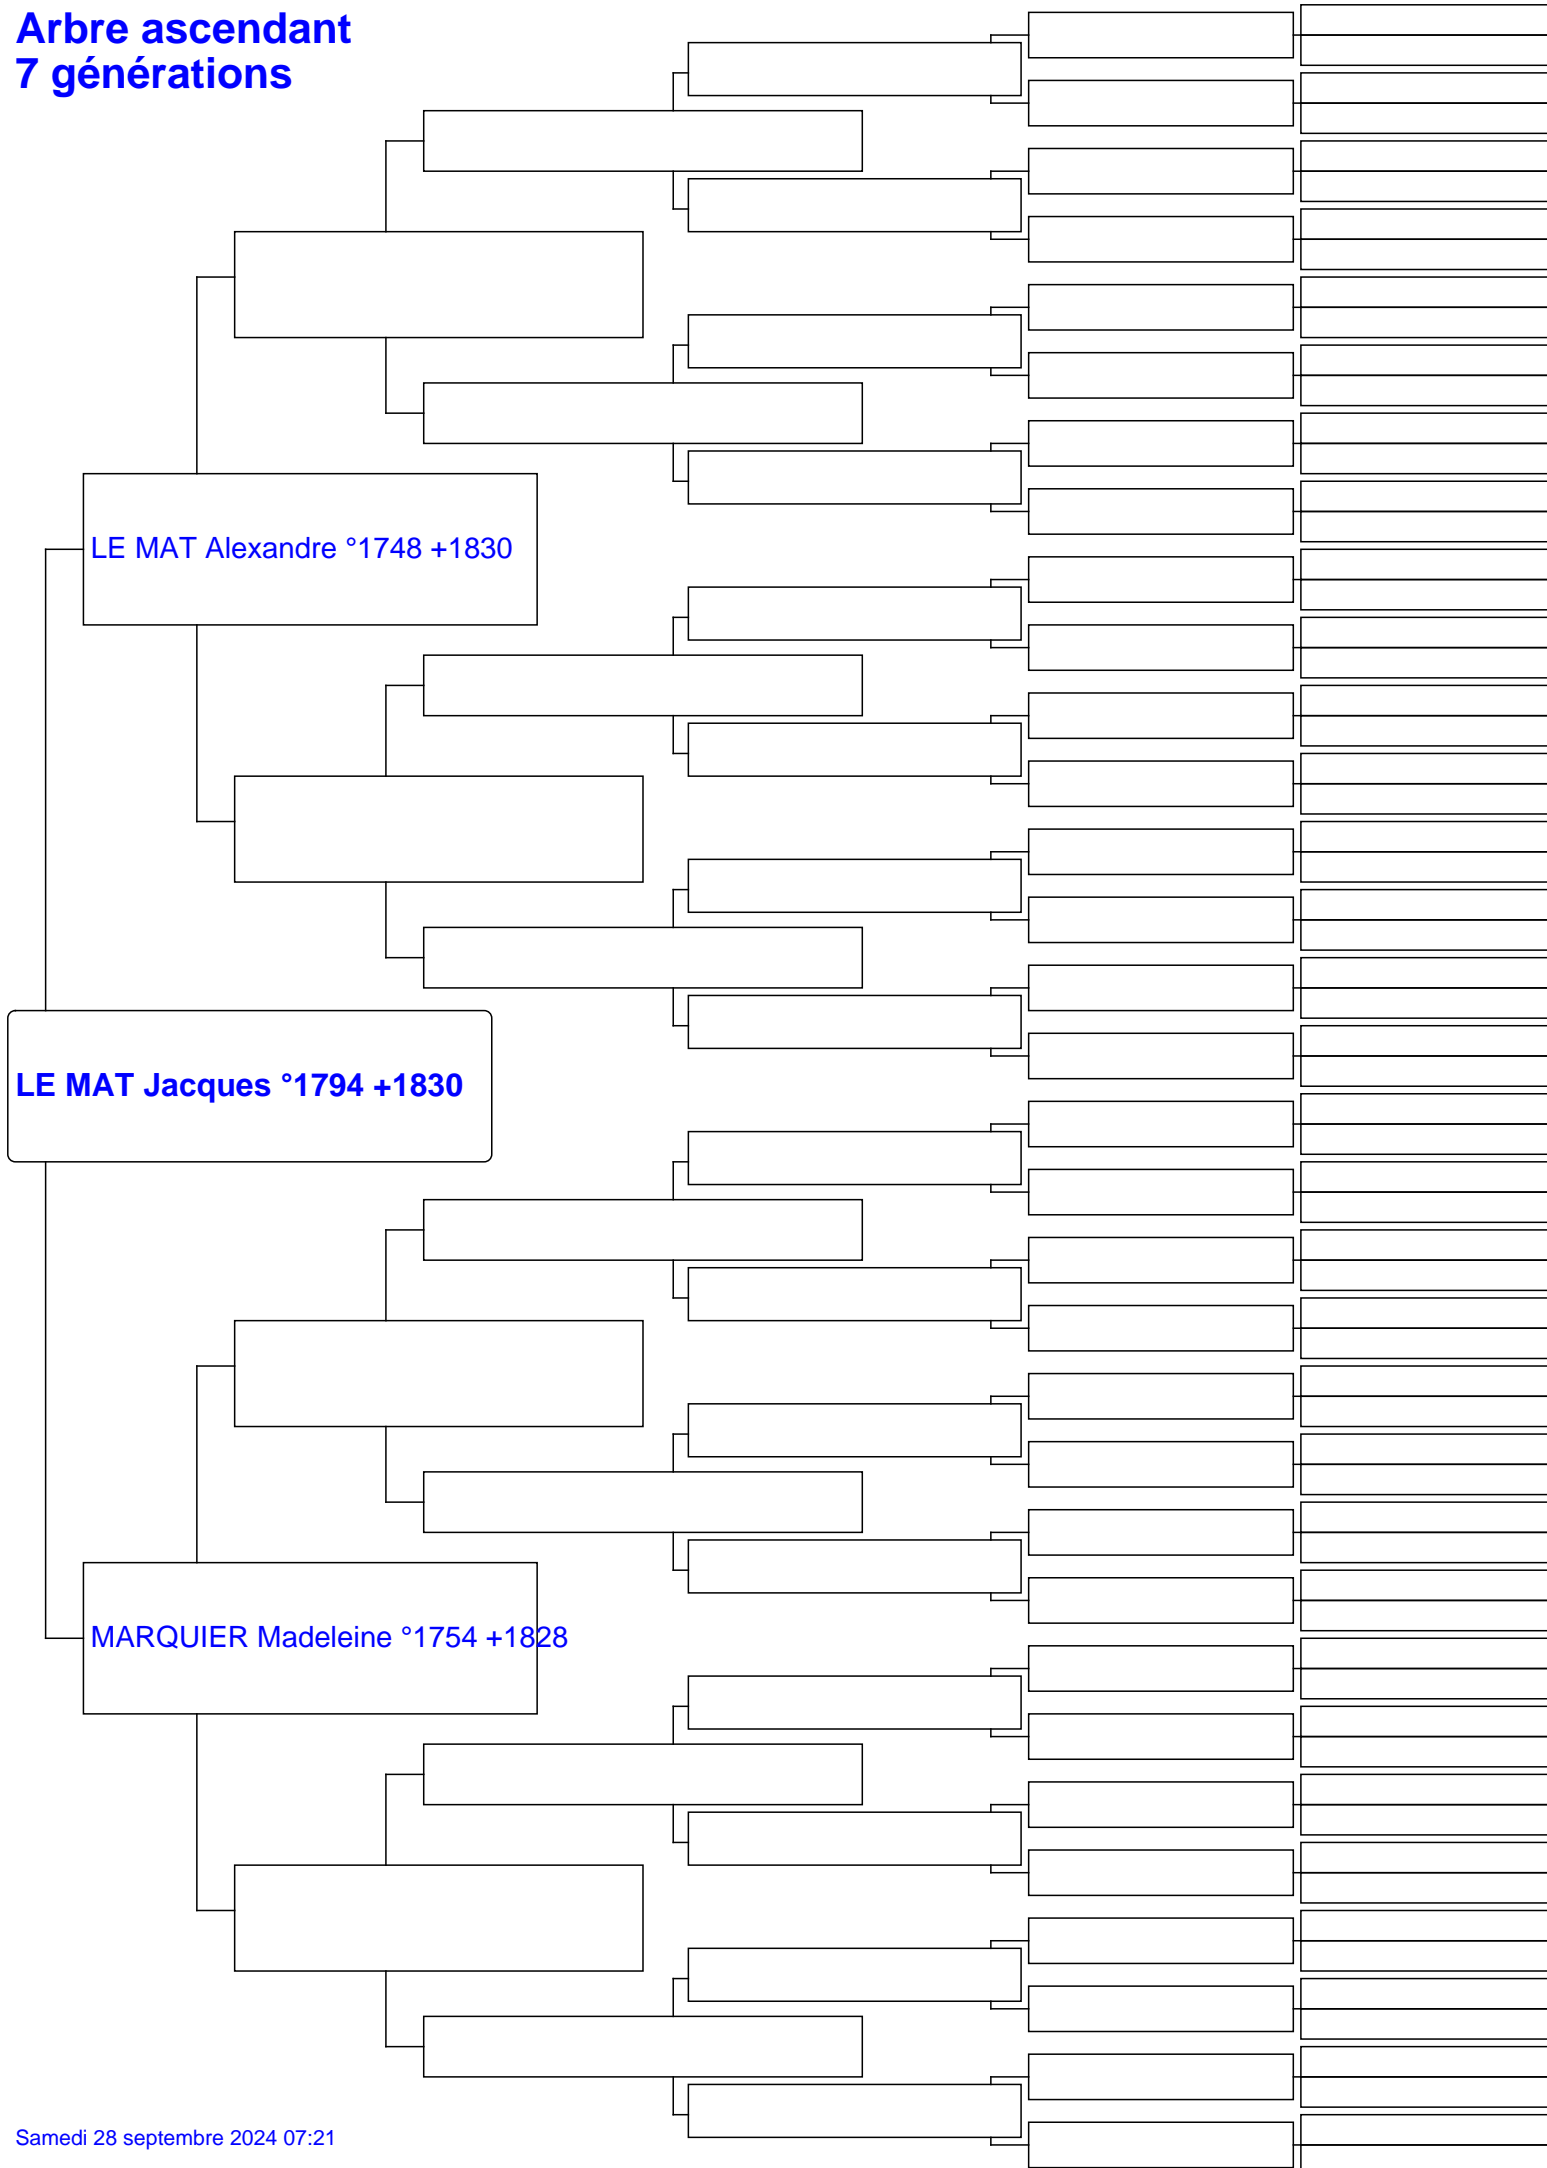 Arbre ascendant
7 générations
LE MAT Alexandre °1748 +1830
LE MAT Jacques °1794 +1830
MARQUIER Madeleine °1754 +1828
Samedi 28 septembre 2024 07:21